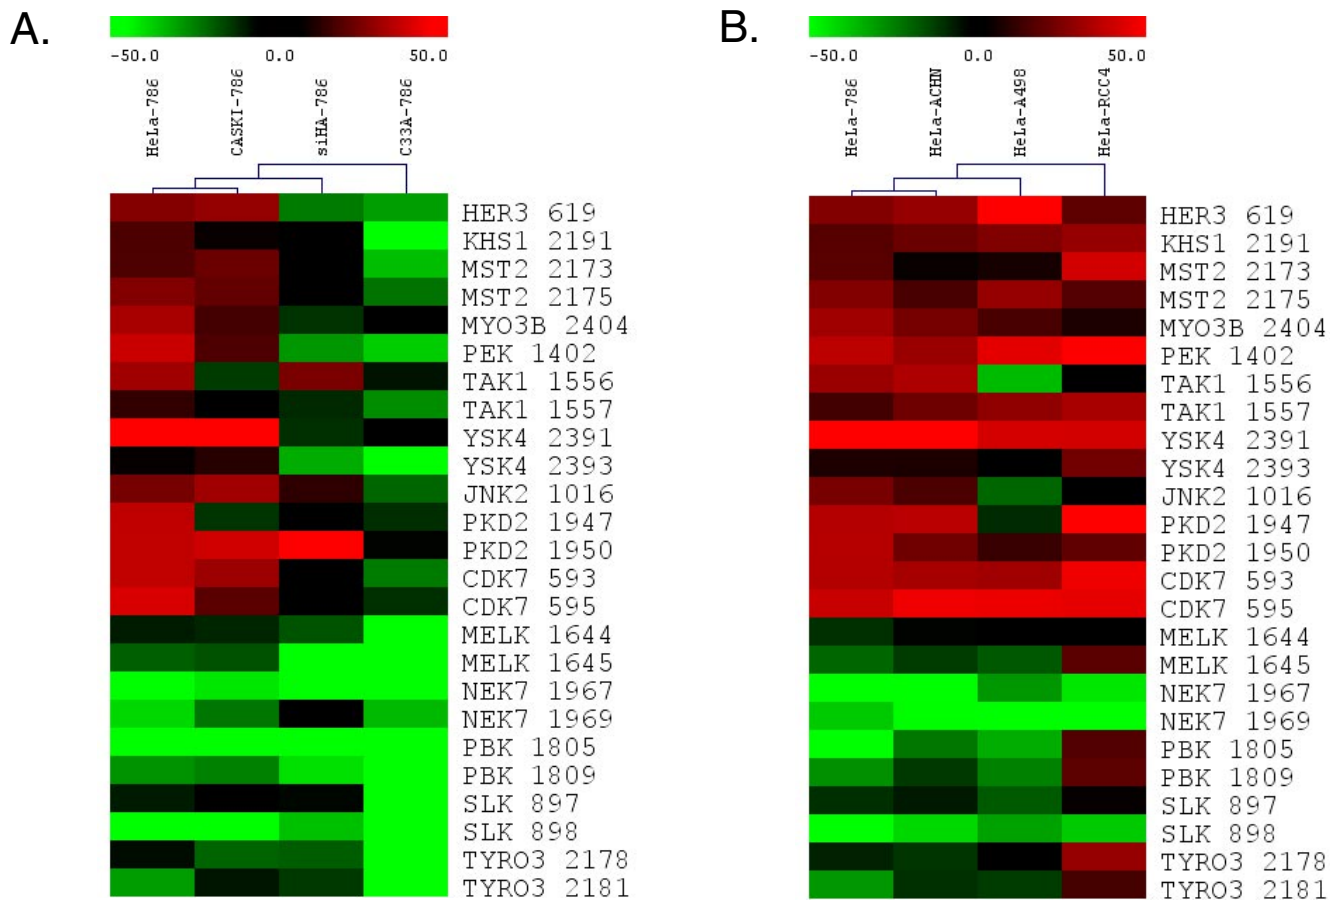 A.
-50.0 0.0 50.0
HeLa-786
CASKI-786
siHA-786
C33A-786
HER3 619
KHS1 2191
MST2 2173
MST2 2175
MYO3B 2404
PEK 1402
TAK1 1556
TAK1 1557
YSK4 2391
YSK4 2393
JNK2 1016
PKD2 1947
PKD2 1950
CDK7 593
CDK7 595
MELK 1644
MELK 1645
NEK7 1967
NEK7 1969
PBK 1805
PBK 1809
SLK 897
SLK 898
TYRO3 2178
TYRO3 2181
B.
-50.0 0.0 50.0
HeLa-786
HeLa-ACHN
HeLa-A498
HeLa-RCC4
HER3 619
KHS1 2191
MST2 2173
MST2 2175
MYO3B 2404
PEK 1402
TAK1 1556
TAK1 1557
YSK4 2391
YSK4 2393
JNK2 1016
PKD2 1947
PKD2 1950
CDK7 593
CDK7 595
MELK 1644
MELK 1645
NEK7 1967
NEK7 1969
PBK 1805
PBK 1809
SLK 897
SLK 898
TYRO3 2178
TYRO3 2181